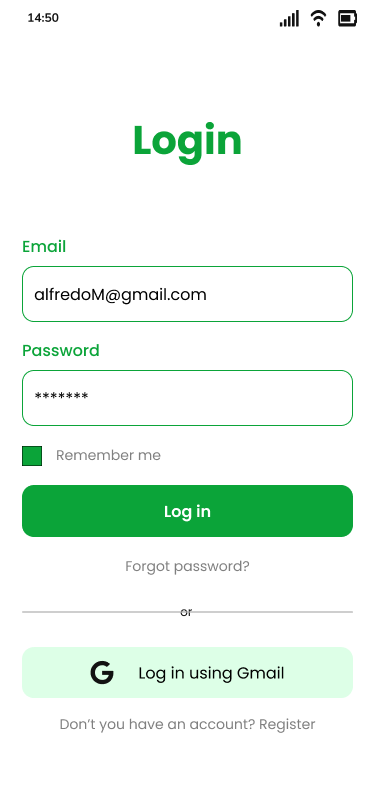 14:50
Login
Email
alfredoM@gmail.com
Password
*******
Remember me
Log in
Forgot password?
or
G Log in using Gmail
Don’t you have an account? Register